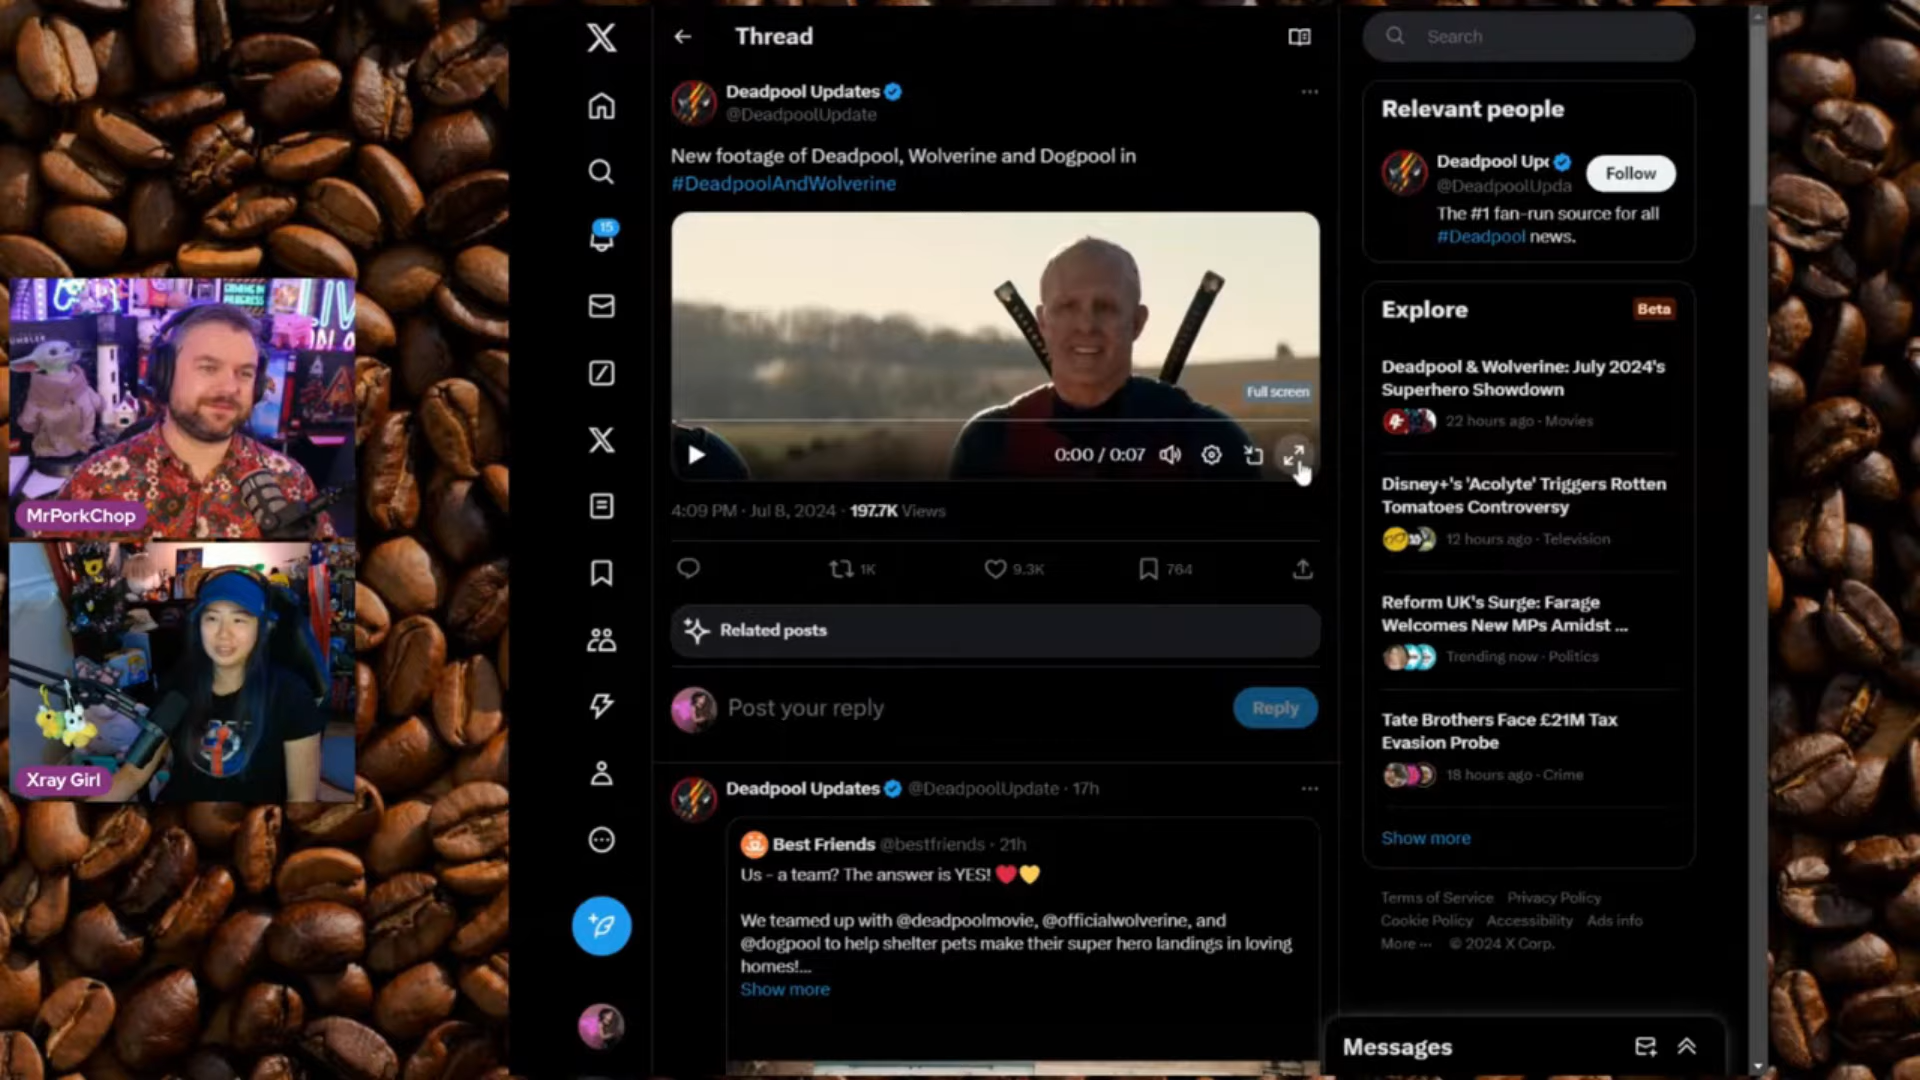 Thread
Search
Deadpool Updates
@DeadpoolUpdate
New footage of Deadpool, Wolverine and Dogpool in
#DeadpoolAndWolverine
Full screen
0:00 / 0:07
4:09 PM · Jul 8, 2024 · 197.7K Views
1K
9.3K
764
Related posts
Post your reply
Reply
Deadpool Updates @DeadpoolUpdate · 17h
Best Friends @bestfriends · 21h
Us - a team? The answer is YES!
We teamed up with @deadpoolmovie, @officialwolverine, and
@dogpool to help shelter pets make their super hero landings in loving
homes!...
Show more
15
Relevant people
Deadpool Up
@DeadpoolUpda
Follow
The #1 fan-run source for all
#Deadpool news.
Explore
Beta
Deadpool & Wolverine: July 2024's
Superhero Showdown
22 hours ago · Movies
Disney+'s 'Acolyte' Triggers Rotten
Tomatoes Controversy
12 hours ago · Television
Reform UK's Surge: Farage
Welcomes New MPs Amidst ...
Trending now · Politics
Tate Brothers Face £21M Tax
Evasion Probe
18 hours ago · Crime
Show more
Terms of Service Privacy Policy
Cookie Policy Accessibility Ads info
More ··· © 2024 X Corp.
Messages
MrPorkChop
Xray Girl